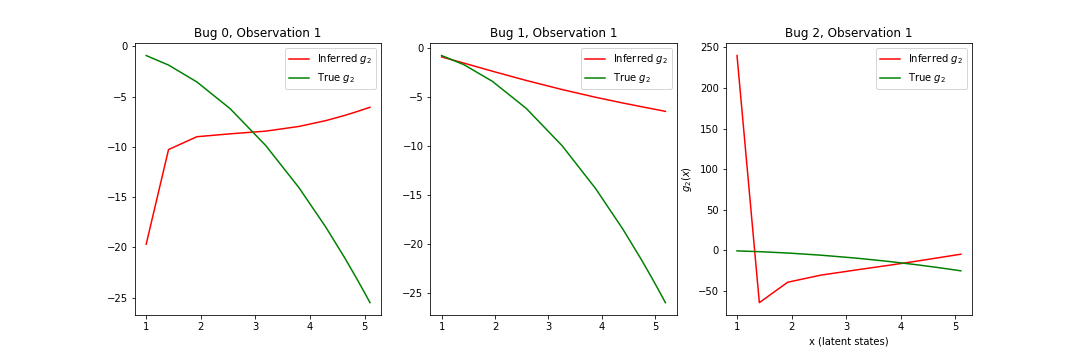 Bug 0, Observation 1
0
−5
−10
−15
−20
−25
1 2 3 4 5
Inferred g₂
True g₂
Bug 1, Observation 1
0
−5
−10
−15
−20
−25
1 2 3 4 5
Inferred g₂
True g₂
Bug 2, Observation 1
250
200
150
100
50
0
−50
g₂(x)
1 2 3 4 5
x (latent states)
Inferred g₂
True g₂